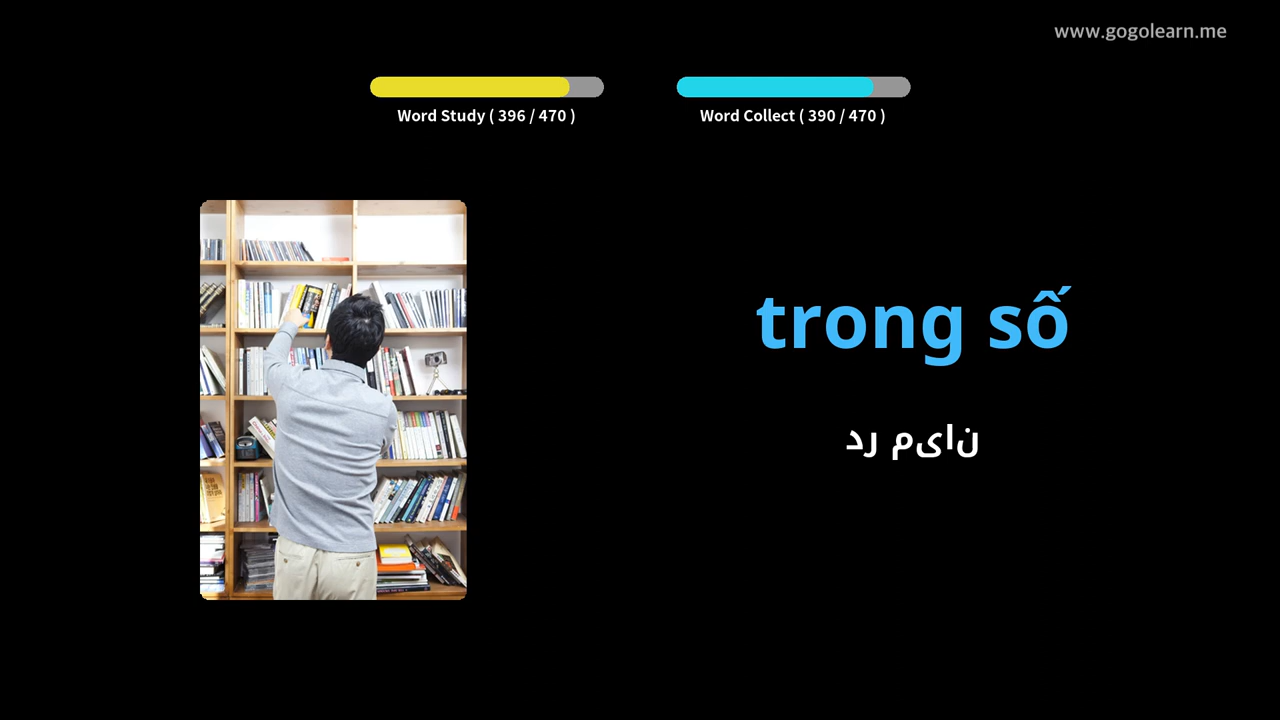 www.gogolearn.me
Word Study ( 396 / 470 )
Word Collect ( 390 / 470 )
trong số
در میان